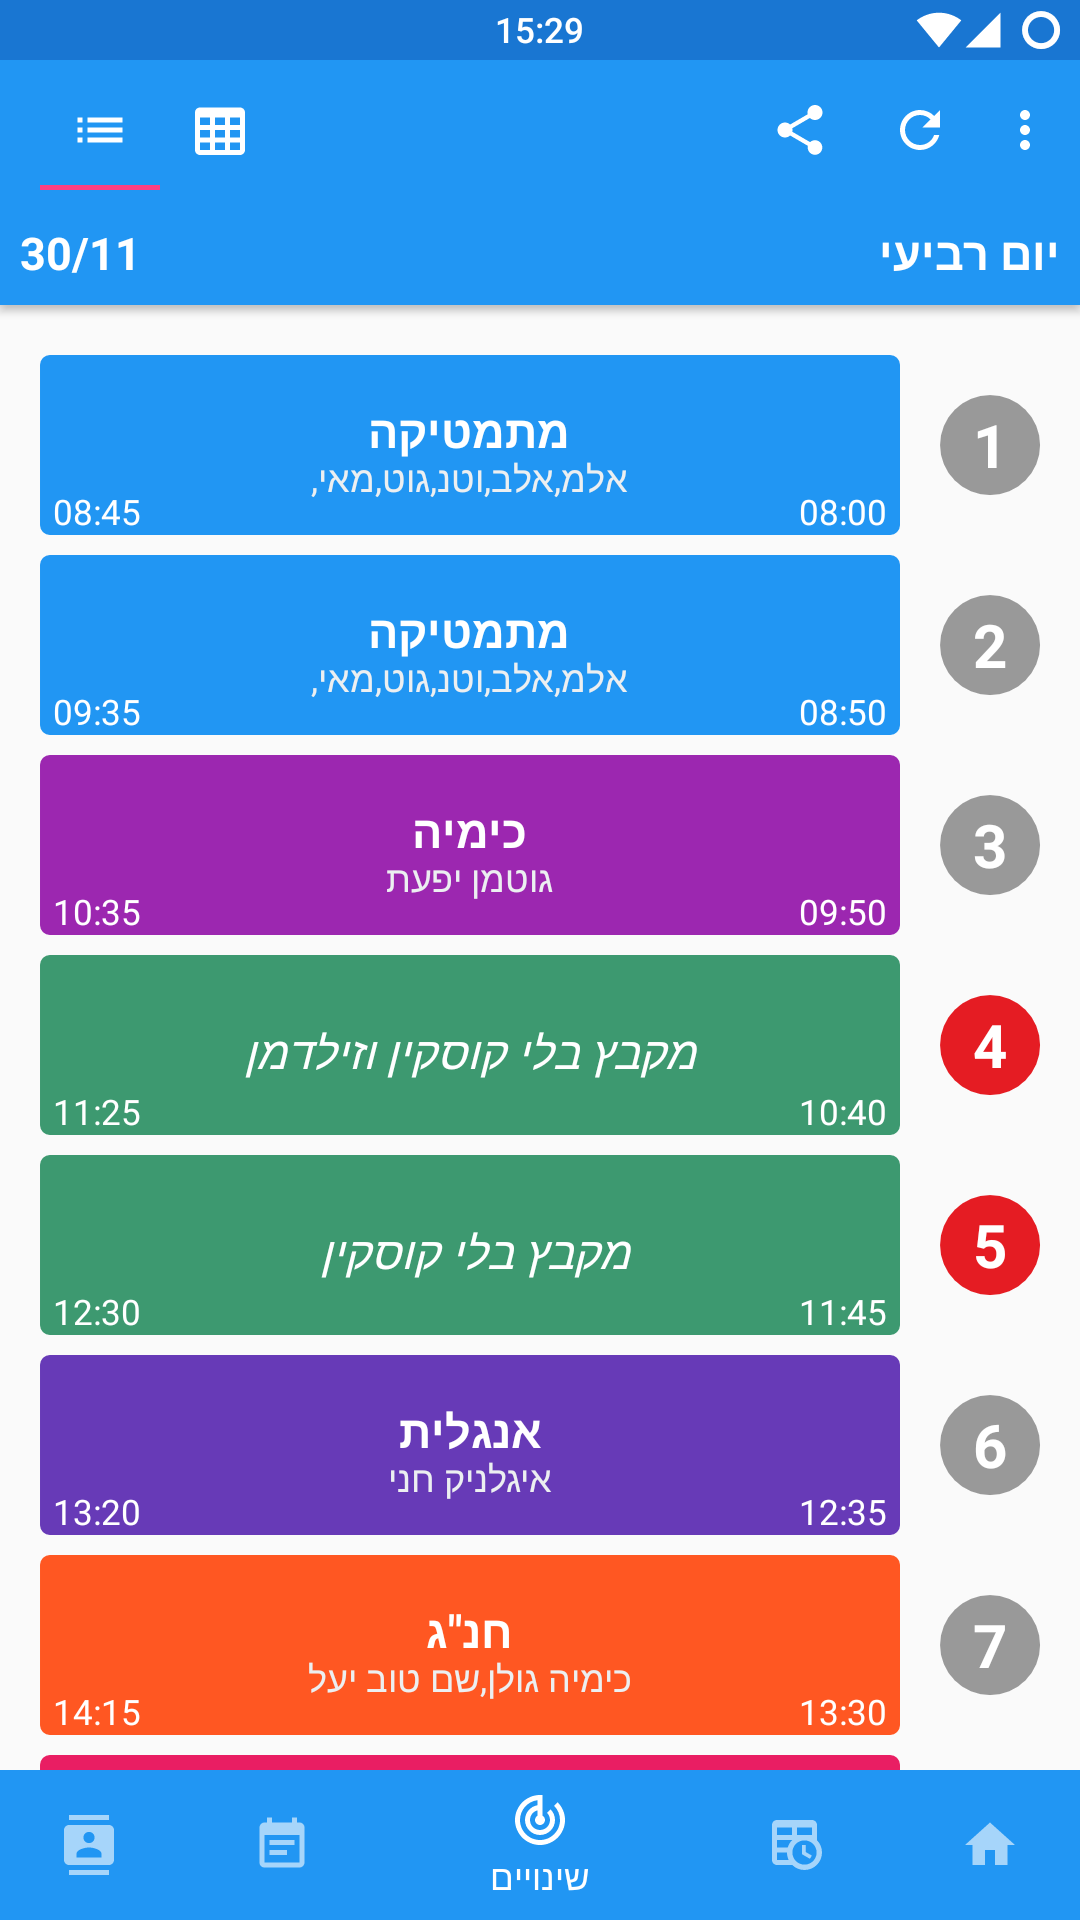 15:29
יום רביעי
30/11
1
מתמטיקה
אלמ,אלב,וטנ,גוט,מאי,
08:00
08:45
2
מתמטיקה
אלמ,אלב,וטנ,גוט,מאי,
08:50
09:35
3
כימיה
גוטמן יפעת
09:50
10:35
4
מקבץ בלי קוסקין וזילדמן
10:40
11:25
5
מקבץ בלי קוסקין
11:45
12:30
6
אנגלית
איגלניק חני
12:35
13:20
7
חנ"ג
כימיה גולן,שם טוב יעל
13:30
14:15
שינויים